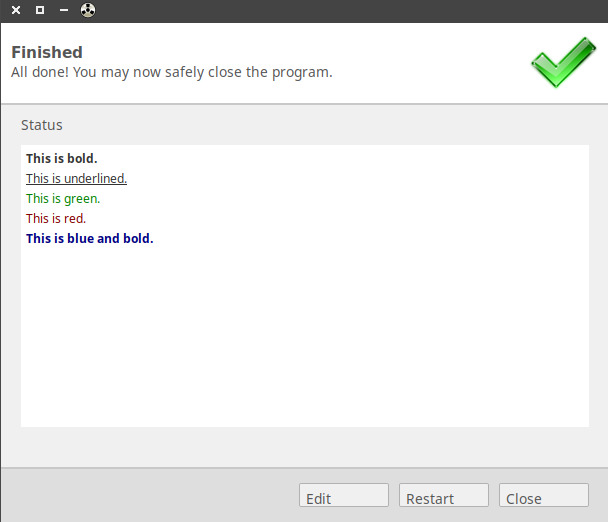 Finished
All done! You may now safely close the program.
Status
This is bold.
This is underlined.
This is green.
This is red.
This is blue and bold.
Edit
Restart
Close